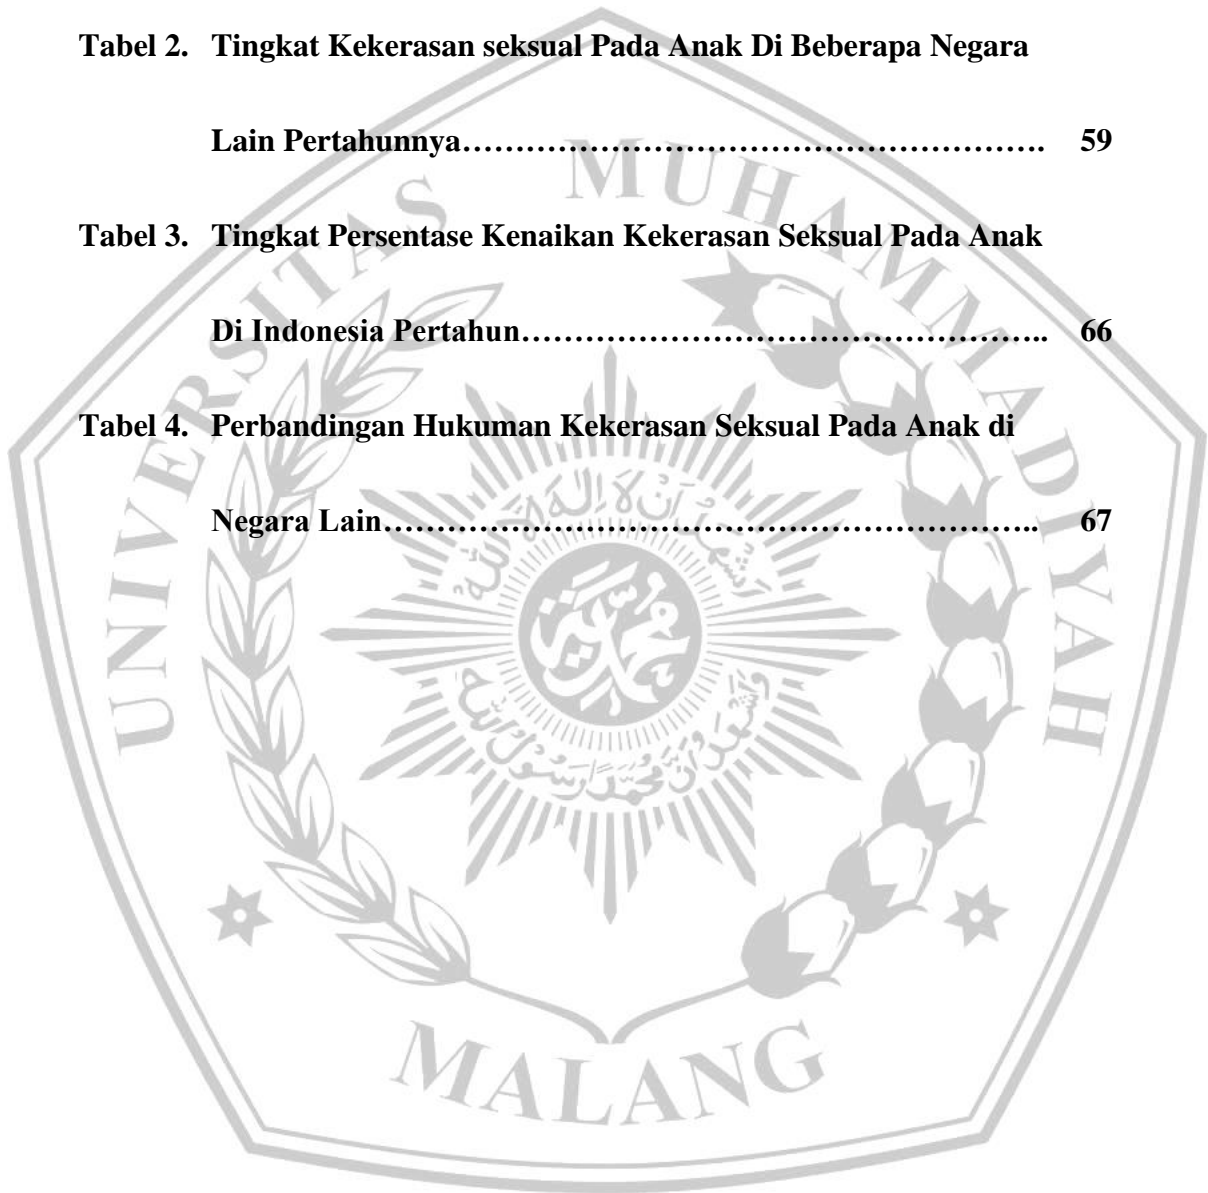 Tabel 2. Tingkat Kekerasan seksual Pada Anak Di Beberapa Negara
Lain Pertahunnya…………………………………………………. 59
Tabel 3. Tingkat Persentase Kenaikan Kekerasan Seksual Pada Anak
Di Indonesia Pertahun…………………………………………….. 66
Tabel 4. Perbandingan Hukuman Kekerasan Seksual Pada Anak di
Negara Lain……………………………………………………….. 67
UNIVERSITAS MUHAMMADIYAH
MALANG